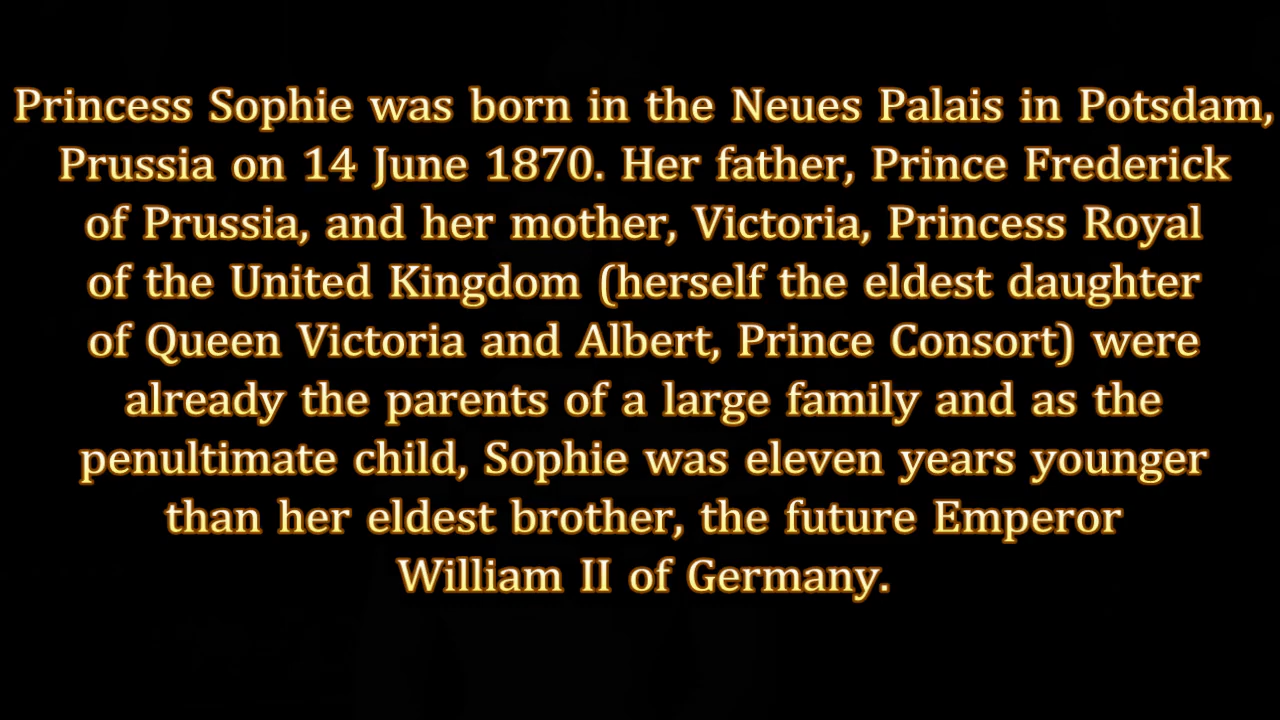 Princess Sophie was born in the Neues Palais in Potsdam,
Prussia on 14 June 1870. Her father, Prince Frederick
of Prussia, and her mother, Victoria, Princess Royal
of the United Kingdom (herself the eldest daughter
of Queen Victoria and Albert, Prince Consort) were
already the parents of a large family and as the
penultimate child, Sophie was eleven years younger
than her eldest brother, the future Emperor
William II of Germany.